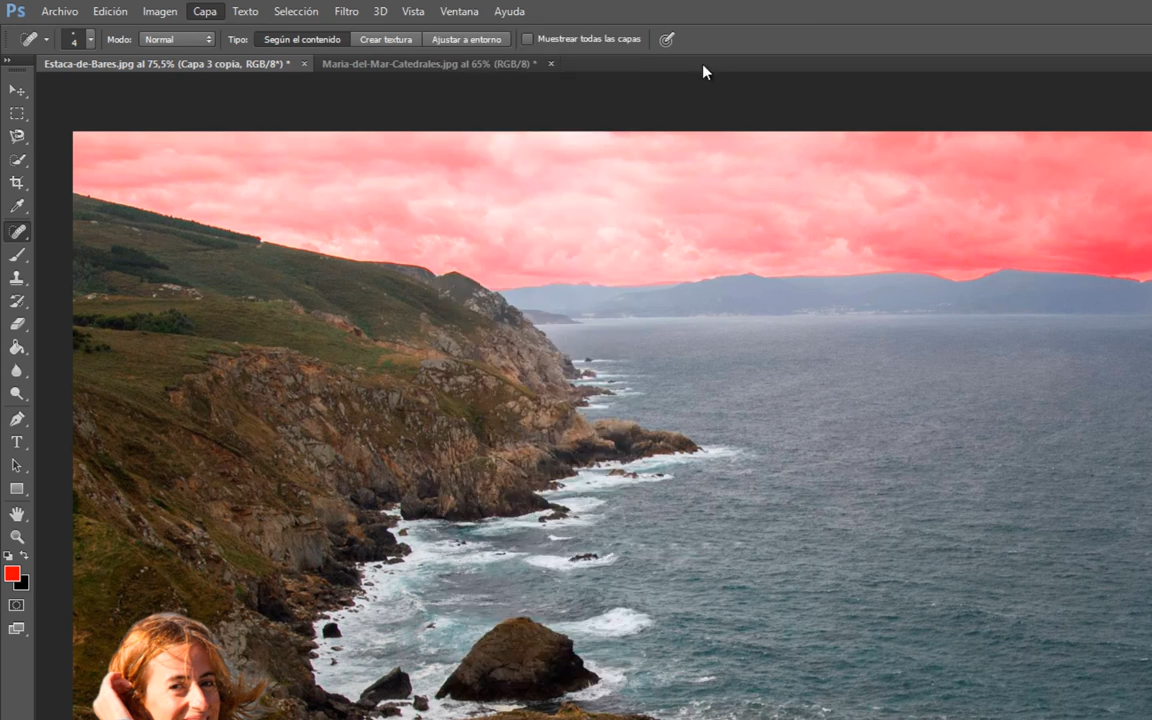 Ps Archivo Edición Imagen Capa Texto Selección Filtro 3D Vista Ventana Ayuda
4 Modo: Normal Tipo: Según el contenido Crear textura Ajustar a entorno Muestrear todas las capas
Estaca-de-Bares.jpg al 75,5% (Capa 3 copia, RGB/8*) * × Maria-del-Mar-Catedrales.jpg al 65% (RGB/8) * ×
T